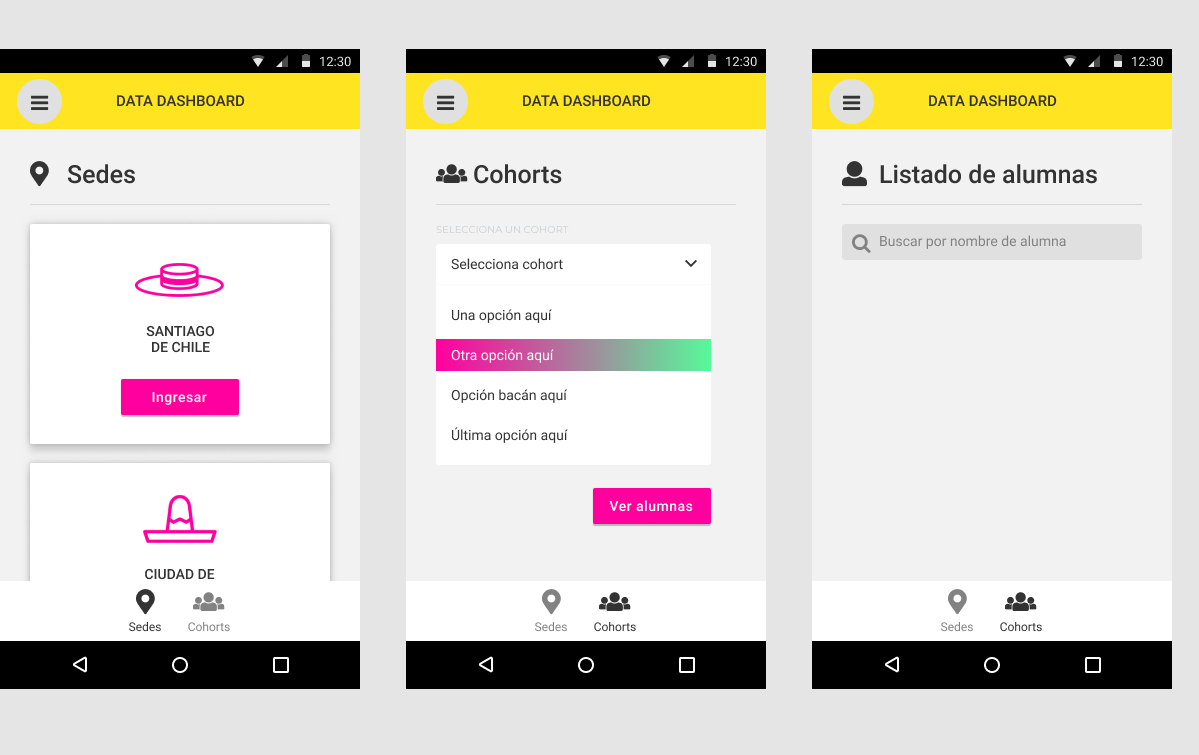 12:30
DATA DASHBOARD
Sedes
SANTIAGO
DE CHILE
Ingresar
CIUDAD DE
Sedes
Cohorts
12:30
DATA DASHBOARD
Cohorts
SELECCIONA UN COHORT
Selecciona cohort
Una opción aquí
Otra opción aquí
Opción bacán aquí
Última opción aquí
Ver alumnas
Sedes
Cohorts
12:30
DATA DASHBOARD
Listado de alumnas
Buscar por nombre de alumna
Sedes
Cohorts